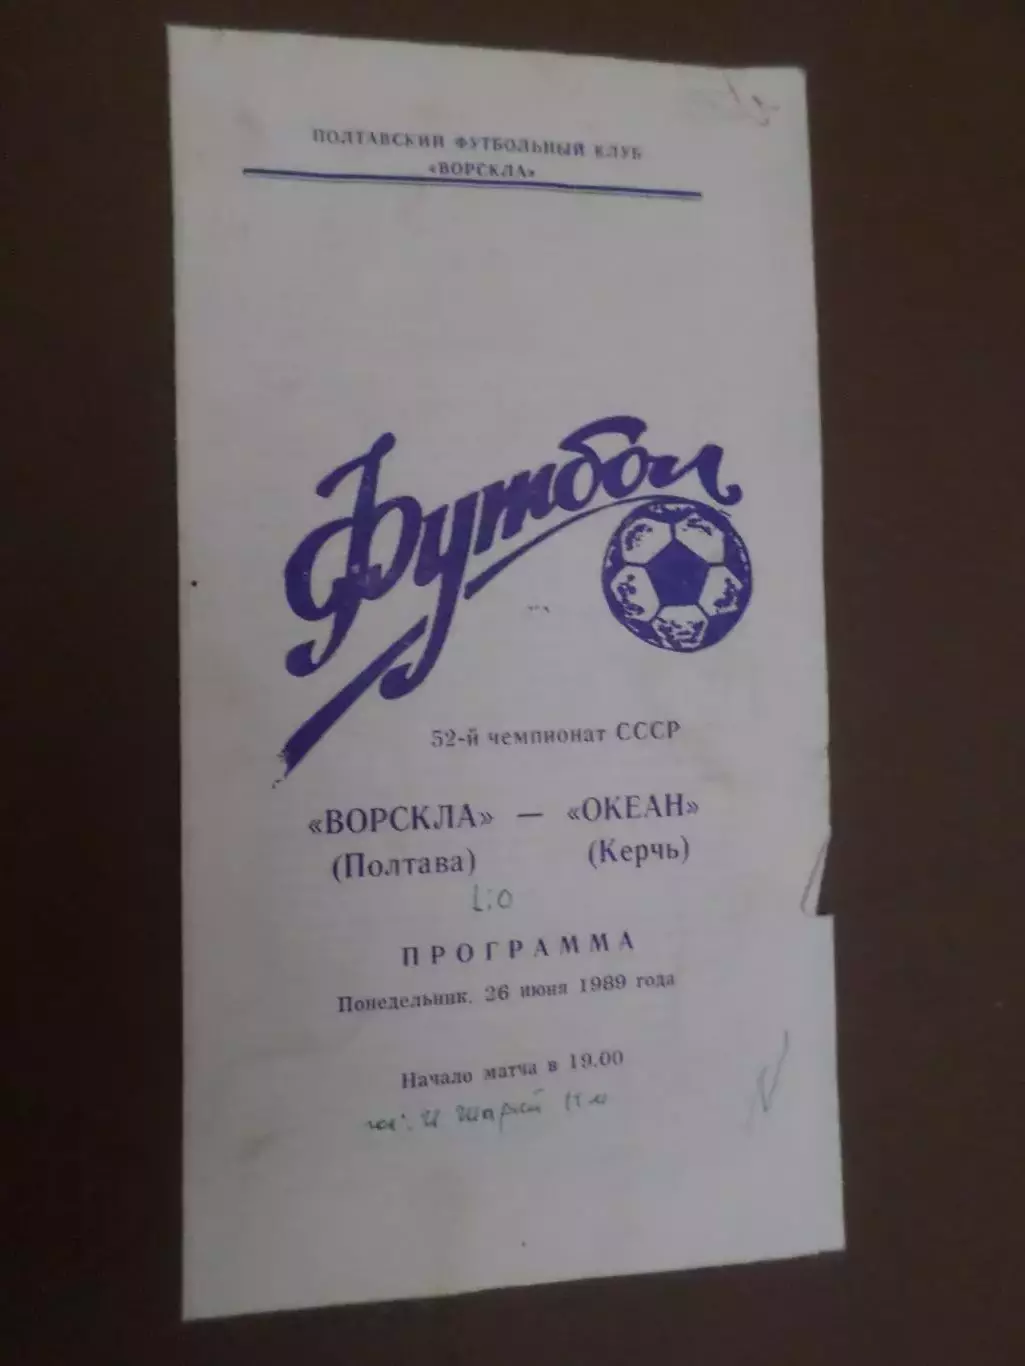 ПОЛТАВСКИЙ ФУТБОЛЬНЫЙ КЛУБ
«ВОРСКЛА»
Футбол
52-й чемпионат СССР
«ВОРСКЛА» — «ОКЕАН»
(Полтава) (Керчь)
1:0
ПРОГРАММА
Понедельник, 26 июня 1989 года
Начало матча в 19.00